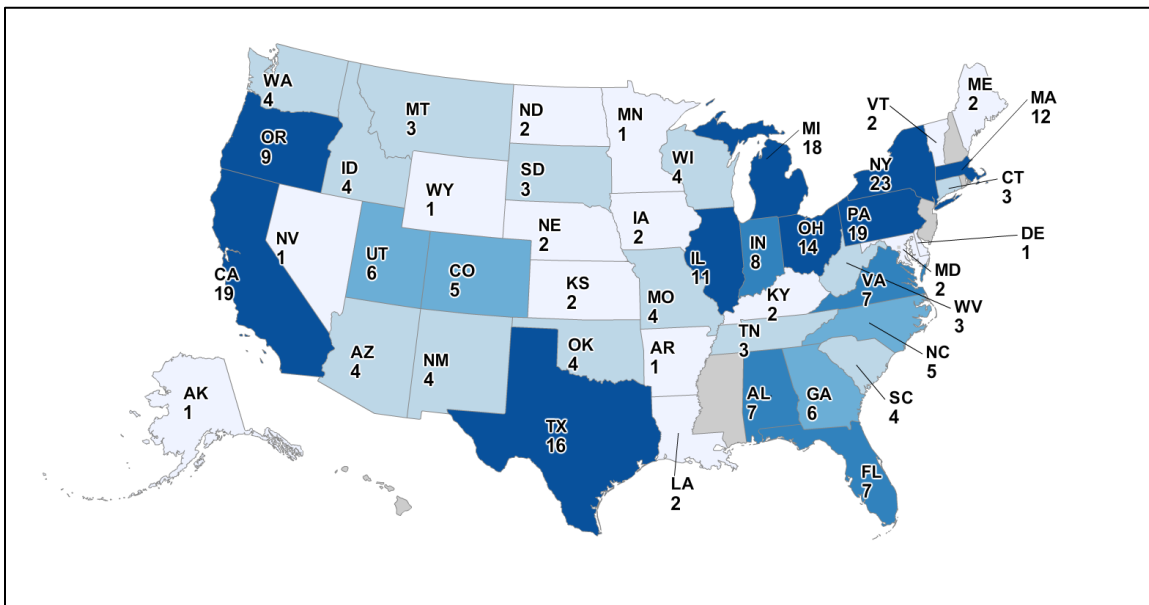 WA
4
MT
3
ND
2
MN
1
ME
2
MA
12
VT
2
OR
9
MI
18
ID
4
SD
3
WI
4
NY
23
CT
3
WY
1
PA
19
NE
2
IA
2
OH
14
IN
8
IL
11
DE
1
NV
1
UT
6
CO
5
CA
19
KS
2
MO
4
KY
2
VA
7
MD
2
WV
3
TN
3
AZ
4
NM
4
OK
4
AR
1
NC
5
AK
1
AL
7
GA
6
SC
4
TX
16
FL
7
LA
2